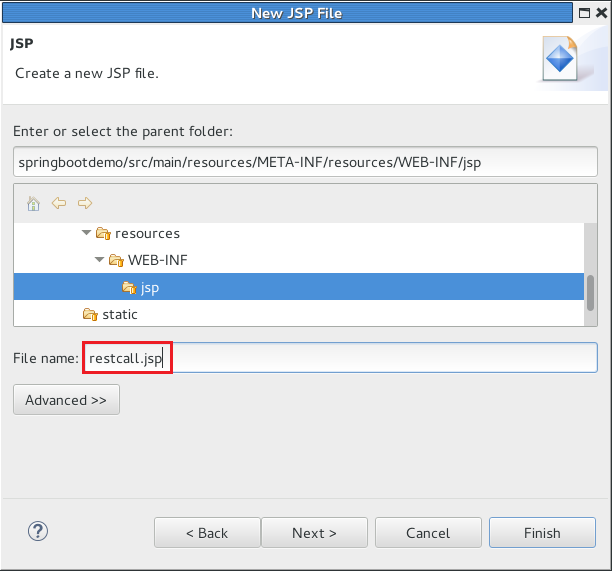 New JSP File
JSP
Create a new JSP file.
Enter or select the parent folder:
springbootdemo/src/main/resources/META-INF/resources/WEB-INF/jsp
resources
WEB-INF
jsp
static
File name: restcall.jsp
Advanced >>
? < Back Next > Cancel Finish